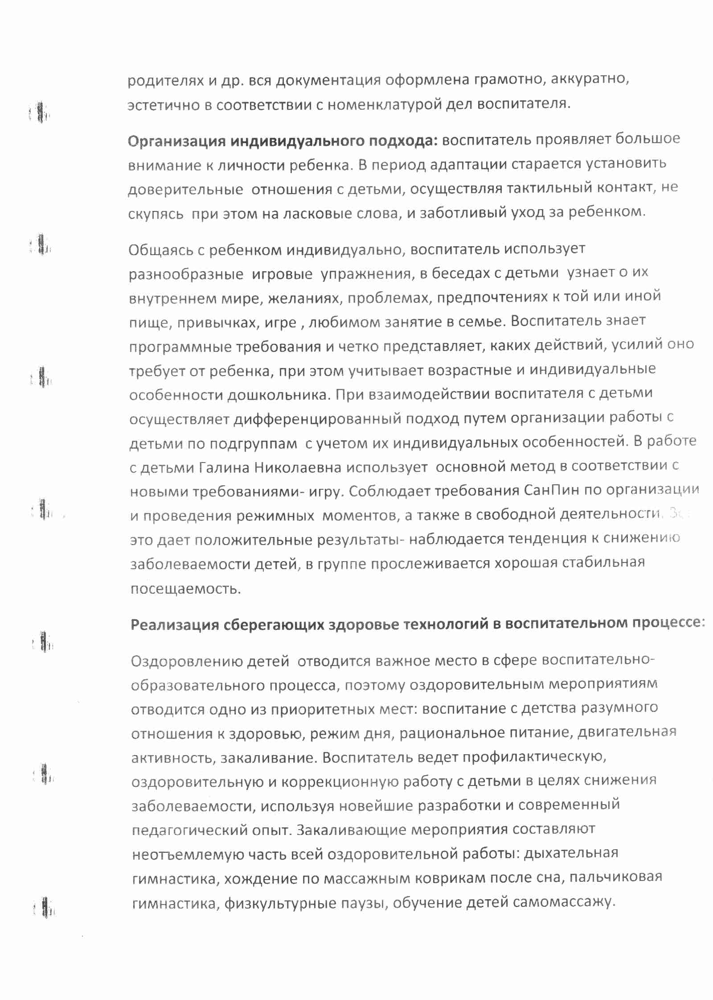 родителях и др. вся документация оформлена грамотно, аккуратно,
эстетично в соответствии с номенклатурой дел воспитателя.
Организация индивидуального подхода: воспитатель проявляет большое
внимание к личности ребенка. В период адаптации старается установить
доверительные отношения с детьми, осуществляя тактильный контакт, не
скупясь при этом на ласковые слова, и заботливый уход за ребенком.
Общаясь с ребенком индивидуально, воспитатель использует
разнообразные игровые упражнения, в беседах с детьми узнает о их
внутреннем мире, желаниях, проблемах, предпочтениях к той или иной
пище, привычках, игре , любимом занятие в семье. Воспитатель знает
программные требования и четко представляет, каких действий, усилий оно
требует от ребенка, при этом учитывает возрастные и индивидуальные
особенности дошкольника. При взаимодействии воспитателя с детьми
осуществляет дифференцированный подход путем организации работы с
детьми по подгруппам с учетом их индивидуальных особенностей. В работе
с детьми Галина Николаевна использует основной метод в соответствии с
новыми требованиями- игру. Соблюдает требования СанПин по организации
и проведения режимных моментов, а также в свободной деятельности.
это дает положительные результаты- наблюдается тенденция к снижению
заболеваемости детей, в группе прослеживается хорошая стабильная
посещаемость.
Реализация сберегающих здоровье технологий в воспитательном процессе:
Оздоровлению детей отводится важное место в сфере воспитательно-
образовательного процесса, поэтому оздоровительным мероприятиям
отводится одно из приоритетных мест: воспитание с детства разумного
отношения к здоровью, режим дня, рациональное питание, двигательная
активность, закаливание. Воспитатель ведет профилактическую,
оздоровительную и коррекционную работу с детьми в целях снижения
заболеваемости, используя новейшие разработки и современный
педагогический опыт. Закаливающие мероприятия составляют
неотъемлемую часть всей оздоровительной работы: дыхательная
гимнастика, хождение по массажным коврикам после сна, пальчиковая
гимнастика, физкультурные паузы, обучение детей самомассажу.